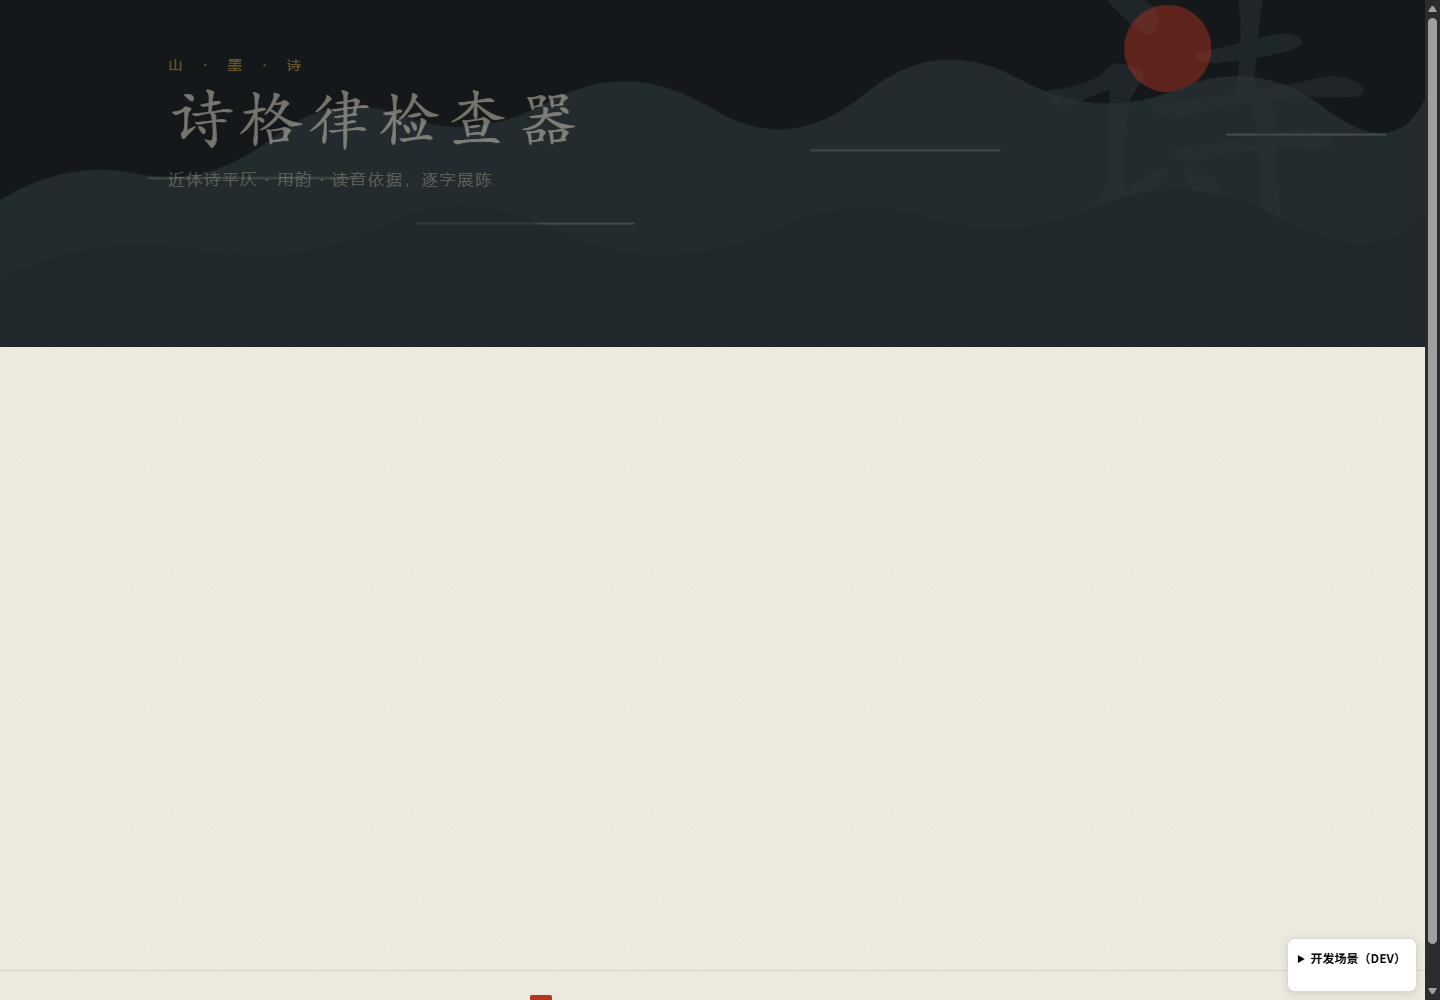 山 · 墨 · 诗
诗格律检查器
近体诗平仄 · 用韵 · 读音依据，逐字展陈
诗
▶ 开发场景（DEV）